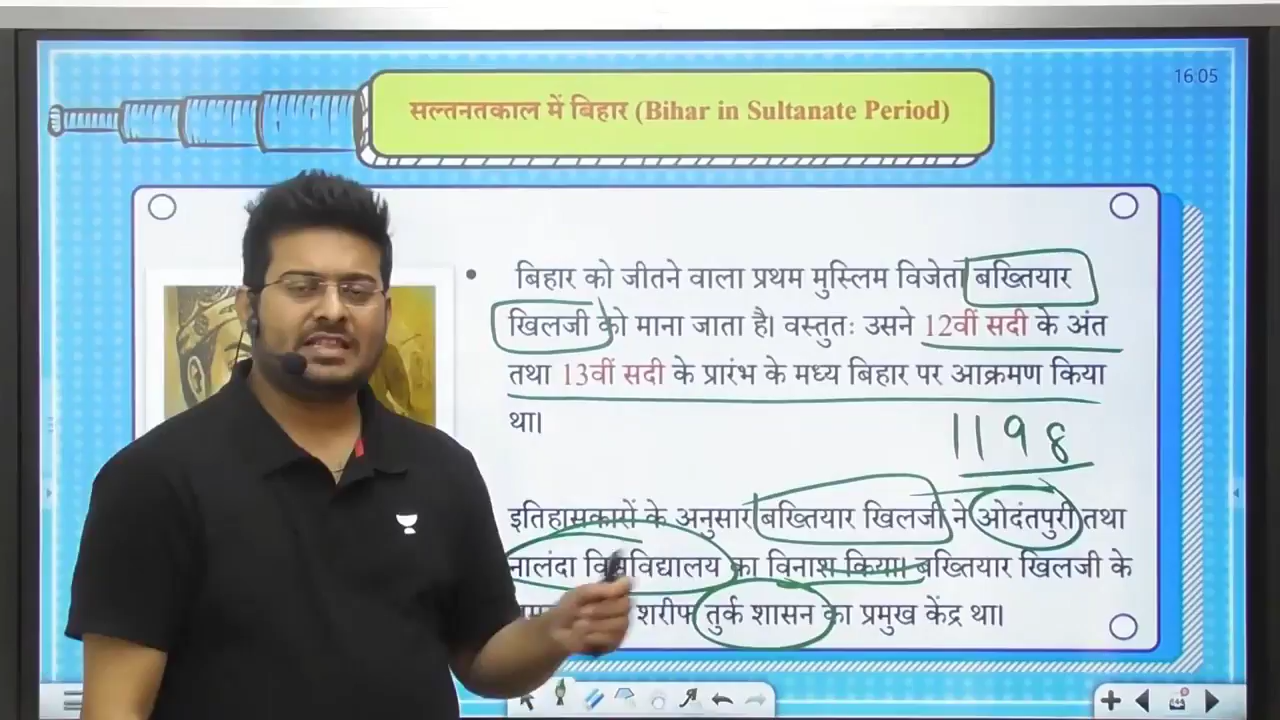 16:05
सल्तनतकाल में बिहार (Bihar in Sultanate Period)
बिहार को जीतने वाला प्रथम मुस्लिम विजेता बख्तियार
खिलजी को माना जाता है। वस्तुतः उसने 12वीं सदी के अंत
तथा 13वीं सदी के प्रारंभ के मध्य बिहार पर आक्रमण किया
था।
1198
इतिहासकारों के अनुसार बख्तियार खिलजी ने ओदंतपुरी तथा
नालंदा विश्वविद्यालय का विनाश किया। बख्तियार खिलजी के
शरीफ तुर्क शासन का प्रमुख केंद्र था।